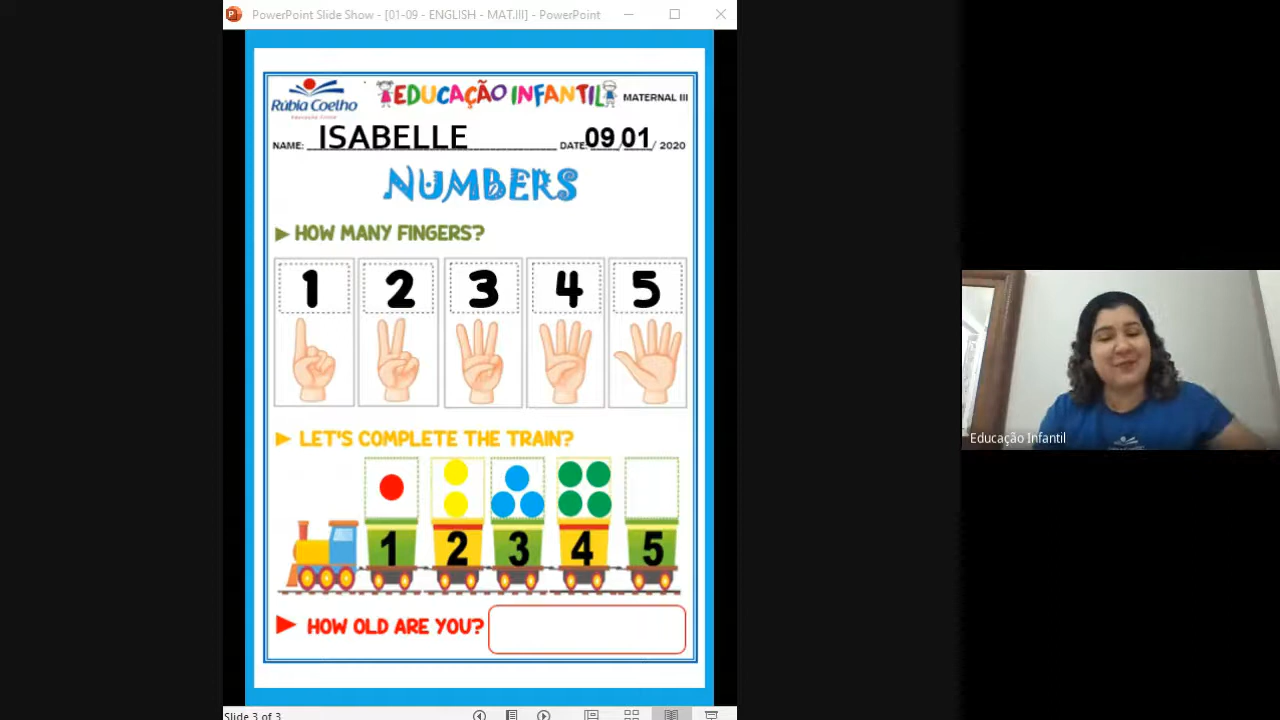 PowerPoint Slide Show - [01-09 - ENGLISH - MAT.III] - PowerPoint
Rúbia Coelho
EDUCAÇÃO INFANTIL
MATERNAL III
NAME: ISABELLE DATE: 09/01/ 2020
NUMBERS
HOW MANY FINGERS?
1 2 3 4 5
LET'S COMPLETE THE TRAIN?
1 2 3 4 5
HOW OLD ARE YOU?
Educação Infantil
Slide 3 of 3